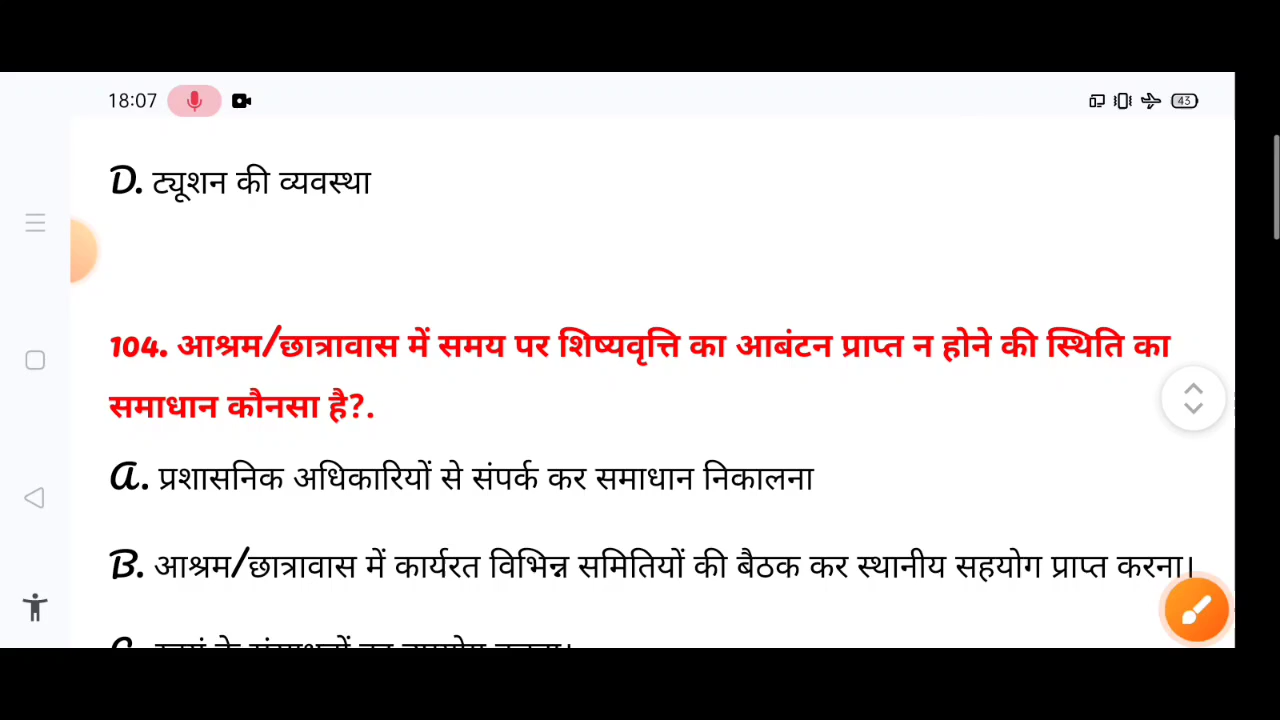 18:07
43
D. ट्यूशन की व्यवस्था
104. आश्रम/छात्रावास में समय पर शिष्यवृत्ति का आबंटन प्राप्त न होने की स्थिति का
समाधान कौनसा है?.
A. प्रशासनिक अधिकारियों से संपर्क कर समाधान निकालना
B. आश्रम/छात्रावास में कार्यरत विभिन्न समितियों की बैठक कर स्थानीय सहयोग प्राप्त करना।